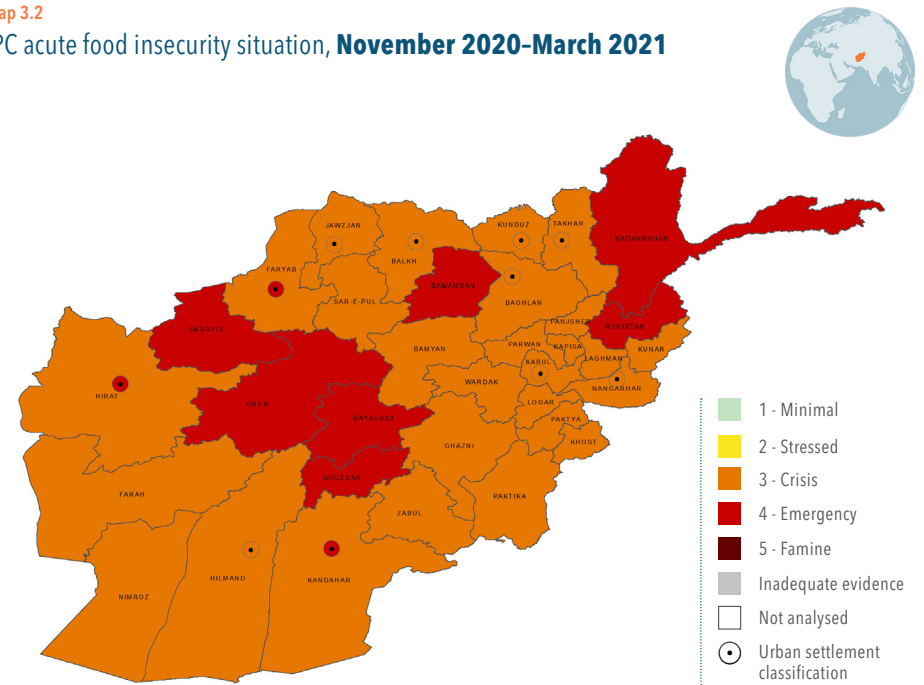 ap 3.2
PC acute food insecurity situation, November 2020–March 2021
JAWZJAN
KUNDUZ
TAKHAR
BADAKHSHAN
BALKH
FARYAB
SAMANGAN
SAR-E-PUL
BAGHLAN
BADGHIS
PANJSHER
NURISTAN
PARWAN
KAPISA
KUNAR
BAMYAN
LAGHMAN
KABUL
WARDAK
NANGARHAR
HIRAT
GHOR
LOGAR
DAYKUNDI
PAKTYA
GHAZNI
KHOST
URUZGAN
FARAH
PAKTIKA
ZABUL
HILMAND
KANDAHAR
NIMROZ
1 - Minimal
2 - Stressed
3 - Crisis
4 - Emergency
5 - Famine
Inadequate evidence
Not analysed
Urban settlement
classification